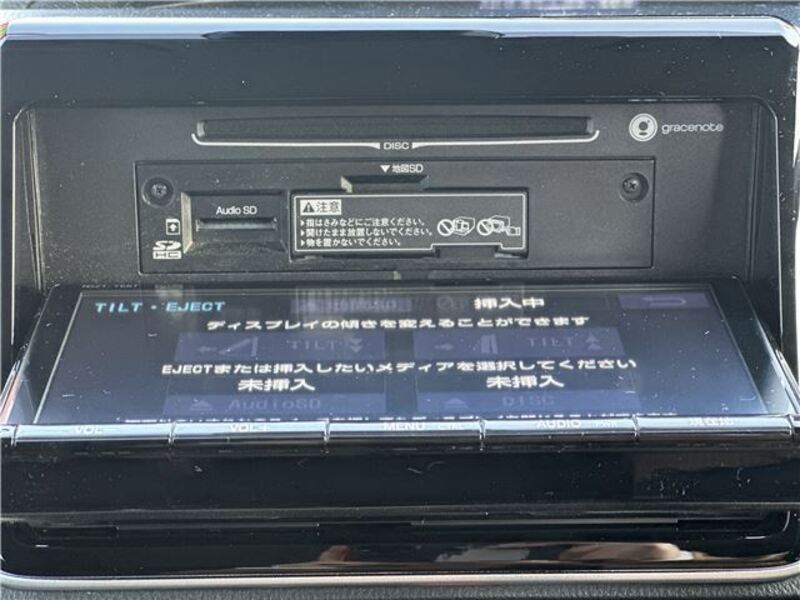 gracenote
DISC
▼地図SD
Audio SD
⚠注意
▶指はさみなどにご注意ください。
▶開けたまま放置しないでください。
▶物を置かないでください。
SD
HC
TILT・EJECT
挿入中
ディスプレイの傾きを変えることができます
TILT
TILT
EJECTまたは挿入したいメディアを選択してください
未挿入
未挿入
AudioSD
DISC
VOL-
VOL+
MENU
AUDIO
現在地